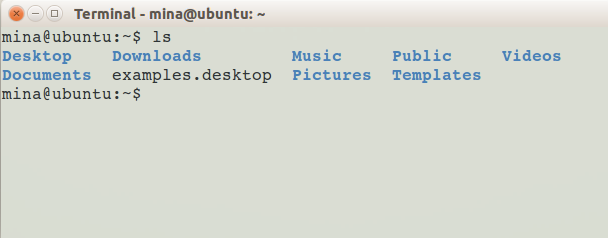 Terminal - mina@ubuntu: ~
mina@ubuntu:~$ ls
Desktop    Downloads         Music     Public     Videos
Documents  examples.desktop  Pictures  Templates
mina@ubuntu:~$